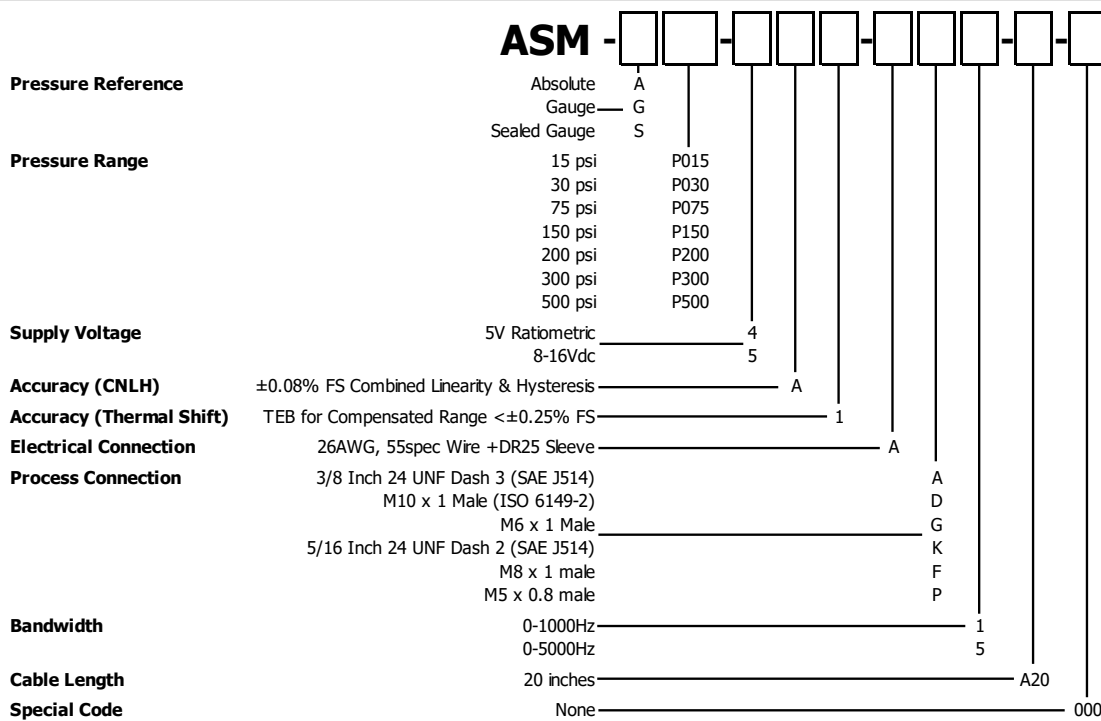 ASM - - - - -
Pressure Reference Absolute A
Gauge G
Sealed Gauge S
Pressure Range 15 psi P015
30 psi P030
75 psi P075
150 psi P150
200 psi P200
300 psi P300
500 psi P500
Supply Voltage 5V Ratiometric 4
8-16Vdc 5
Accuracy (CNLH) ±0.08% FS Combined Linearity & Hysteresis A
Accuracy (Thermal Shift) TEB for Compensated Range <±0.25% FS 1
Electrical Connection 26AWG, 55spec Wire +DR25 Sleeve A
Process Connection 3/8 Inch 24 UNF Dash 3 (SAE J514) A
M10 x 1 Male (ISO 6149-2) D
M6 x 1 Male G
5/16 Inch 24 UNF Dash 2 (SAE J514) K
M8 x 1 male F
M5 x 0.8 male P
Bandwidth 0-1000Hz 1
0-5000Hz 5
Cable Length 20 inches A20
Special Code None 000